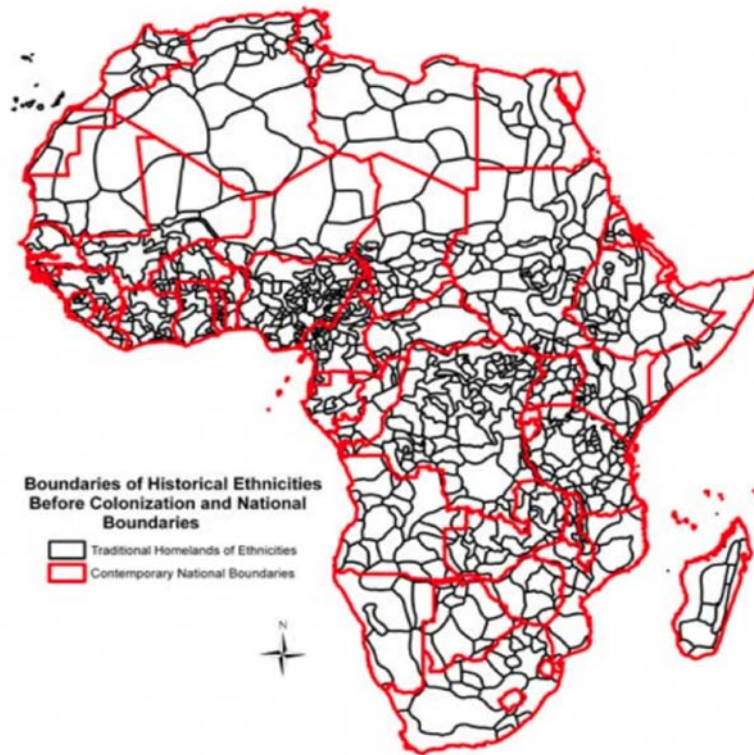 Boundaries of Historical Ethnicities
Before Colonization and National
Boundaries
Traditional Homelands of Ethnicities
Contemporary National Boundaries
N